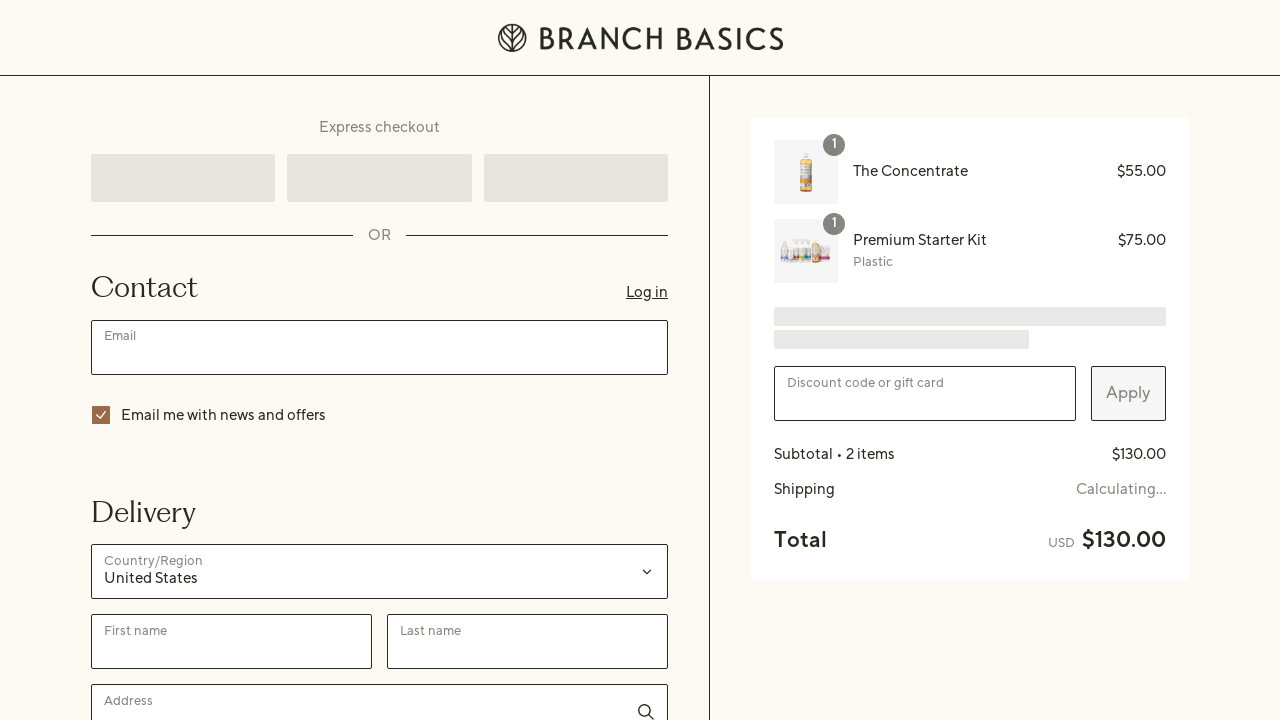 BRANCH BASICS
Express checkout
OR
Contact
Log in
Email
Email me with news and offers
Delivery
Country/Region
United States
First name
Last name
Address
1
The Concentrate
$55.00
1
Premium Starter Kit
$75.00
Plastic
Discount code or gift card
Apply
Subtotal • 2 items
$130.00
Shipping
Calculating...
Total
USD $130.00